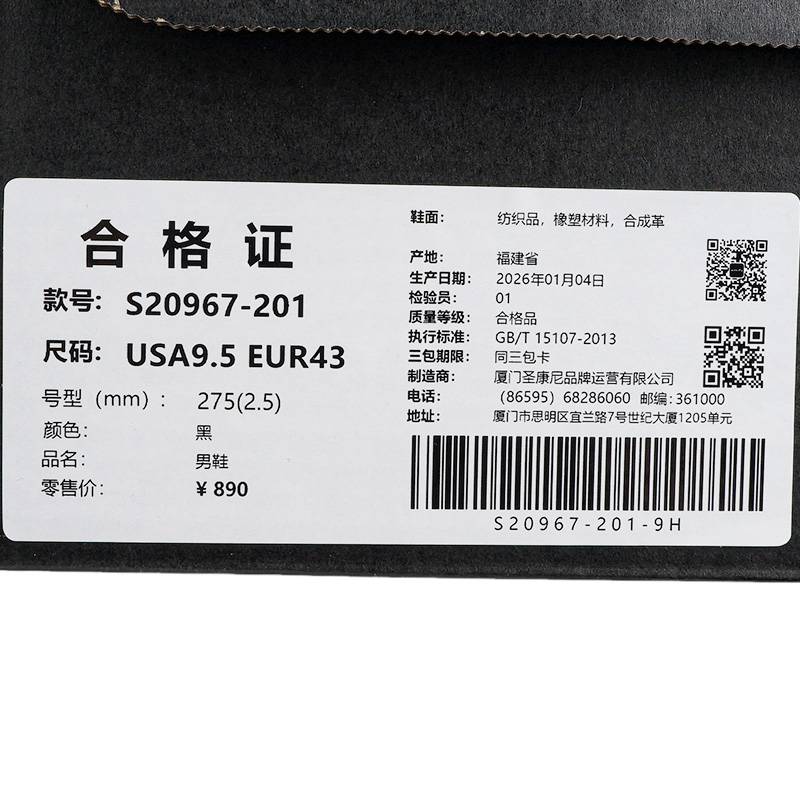 合格证
款号: S20967-201
尺码: USA9.5 EUR43
号型（mm）: 275(2.5)
颜色: 黑
品名: 男鞋
零售价: ¥ 890
鞋面: 纺织品，橡塑材料，合成革
产地: 福建省
生产日期: 2026年01月04日
检验员: 01
质量等级: 合格品
执行标准: GB/T 15107-2013
三包期限: 同三包卡
制造商: 厦门圣康尼品牌运营有限公司
电话: （86595）68286060 邮编: 361000
地址: 厦门市思明区宜兰路7号世纪大厦1205单元
S20967-201-9H